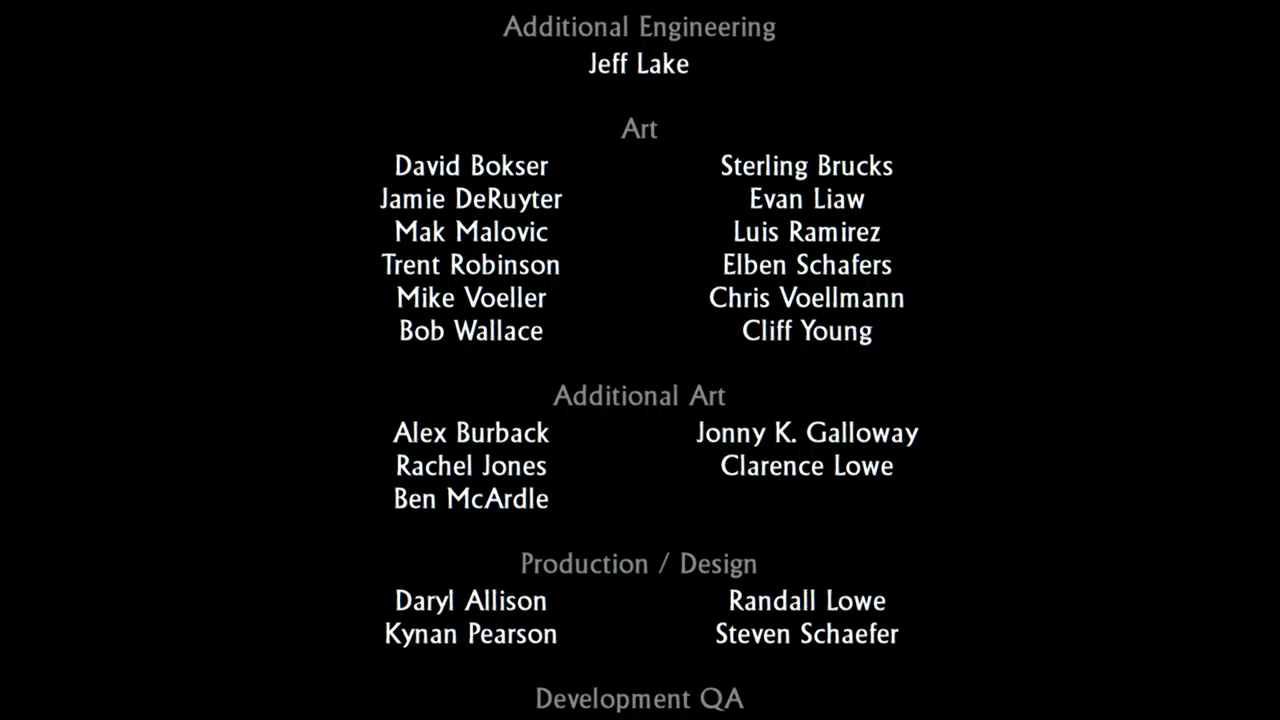 Additional Engineering
Jeff Lake
Art
David Bokser Sterling Brucks
Jamie DeRuyter Evan Liaw
Mak Malovic Luis Ramirez
Trent Robinson Elben Schafers
Mike Voeller Chris Voellmann
Bob Wallace Cliff Young
Additional Art
Alex Burback Jonny K. Galloway
Rachel Jones Clarence Lowe
Ben McArdle
Production / Design
Daryl Allison Randall Lowe
Kynan Pearson Steven Schaefer
Development QA